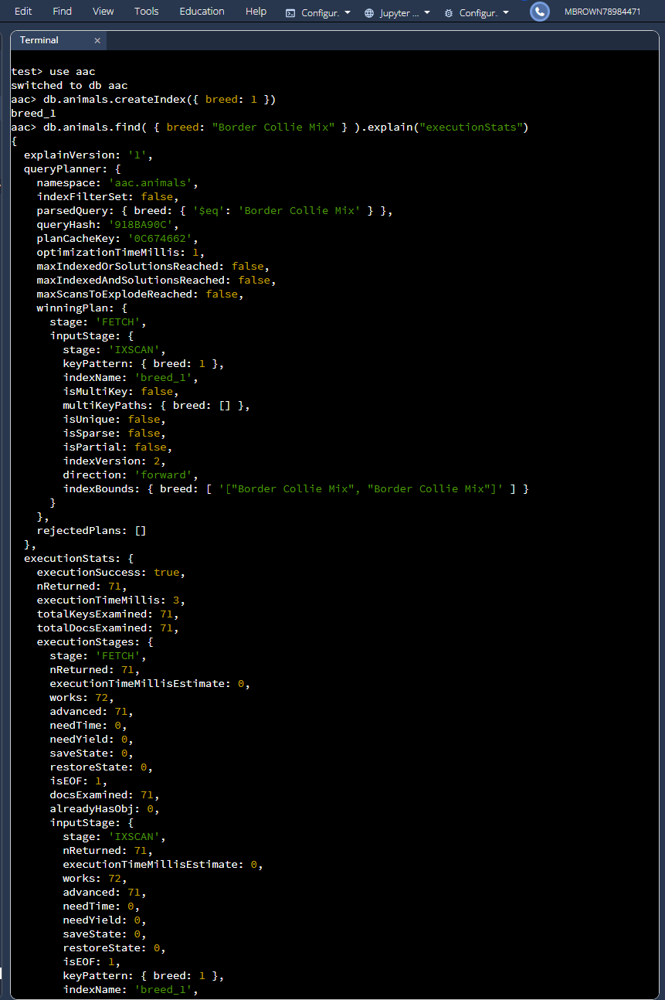 Edit Find View Tools Education Help Configur. Jupyter ... Configur. MBROWN78984471
Terminal ×
test> use aac
switched to db aac
aac> db.animals.createIndex({ breed: 1 })
breed_1
aac> db.animals.find( { breed: "Border Collie Mix" } ).explain("executionStats")
{
  explainVersion: '1',
  queryPlanner: {
    namespace: 'aac.animals',
    indexFilterSet: false,
    parsedQuery: { breed: { '$eq': 'Border Collie Mix' } },
    queryHash: '918BA90C',
    planCacheKey: '0C674662',
    optimizationTimeMillis: 1,
    maxIndexedOrSolutionsReached: false,
    maxIndexedAndSolutionsReached: false,
    maxScansToExplodeReached: false,
    winningPlan: {
      stage: 'FETCH',
      inputStage: {
        stage: 'IXSCAN',
        keyPattern: { breed: 1 },
        indexName: 'breed_1',
        isMultiKey: false,
        multiKeyPaths: { breed: [] },
        isUnique: false,
        isSparse: false,
        isPartial: false,
        indexVersion: 2,
        direction: 'forward',
        indexBounds: { breed: [ '["Border Collie Mix", "Border Collie Mix"]' ] }
      }
    },
    rejectedPlans: []
  },
  executionStats: {
    executionSuccess: true,
    nReturned: 71,
    executionTimeMillis: 3,
    totalKeysExamined: 71,
    totalDocsExamined: 71,
    executionStages: {
      stage: 'FETCH',
      nReturned: 71,
      executionTimeMillisEstimate: 0,
      works: 72,
      advanced: 71,
      needTime: 0,
      needYield: 0,
      saveState: 0,
      restoreState: 0,
      isEOF: 1,
      docsExamined: 71,
      alreadyHasObj: 0,
      inputStage: {
        stage: 'IXSCAN',
        nReturned: 71,
        executionTimeMillisEstimate: 0,
        works: 72,
        advanced: 71,
        needTime: 0,
        needYield: 0,
        saveState: 0,
        restoreState: 0,
        isEOF: 1,
        keyPattern: { breed: 1 },
        indexName: 'breed_1',